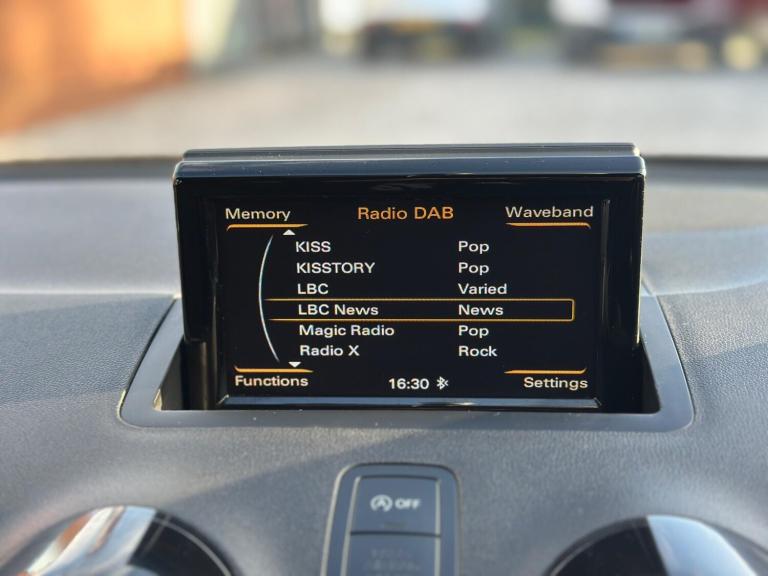 Memory Radio DAB Waveband
KISS Pop
KISSTORY Pop
LBC Varied
LBC News News
Magic Radio Pop
Radio X Rock
Functions 16:30 Settings
A OFF